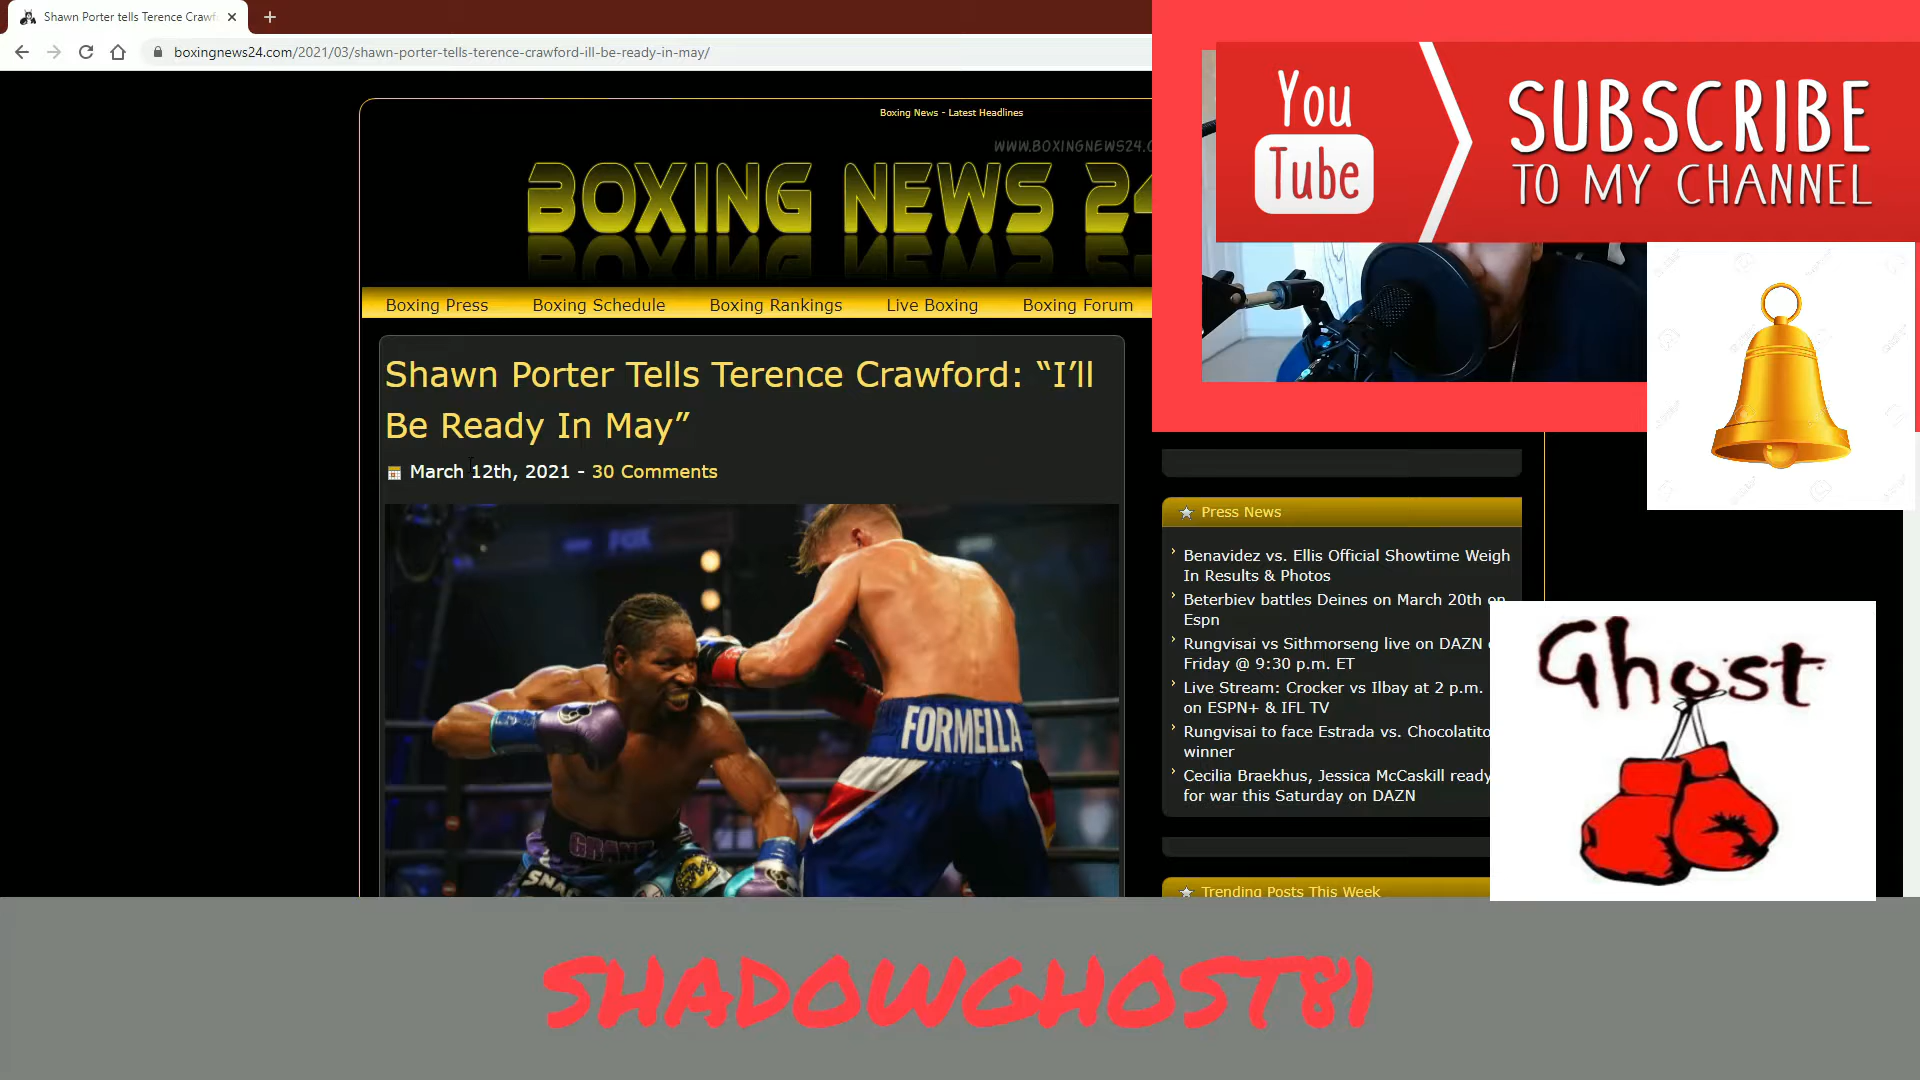 Shawn Porter tells Terence Crawf
boxingnews24.com/2021/03/shawn-porter-tells-terence-crawford-ill-be-ready-in-may/
Boxing News - Latest Headlines
WWW.BOXINGNEWS24.
BOXING NEWS 24
Boxing Press
Boxing Schedule
Boxing Rankings
Live Boxing
Boxing Forum
Shawn Porter Tells Terence Crawford: “I’ll
Be Ready In May”
March 12th, 2021 - 30 Comments
FOX
FORMELLA
GRAND
SNAC
You
Tube
SUBSCRIBE
TO MY CHANNEL
Press News
Benavidez vs. Ellis Official Showtime Weigh
In Results & Photos
Beterbiev battles Deines on March 20th on
Espn
Rungvisai vs Sithmorseng live on DAZN
Friday @ 9:30 p.m. ET
Live Stream: Crocker vs Ilbay at 2 p.m.
on ESPN+ & IFL TV
Rungvisai to face Estrada vs. Chocolatito
winner
Cecilia Braekhus, Jessica McCaskill ready
for war this Saturday on DAZN
Trending Posts This Week
Ghost
SHADOWGHOST81